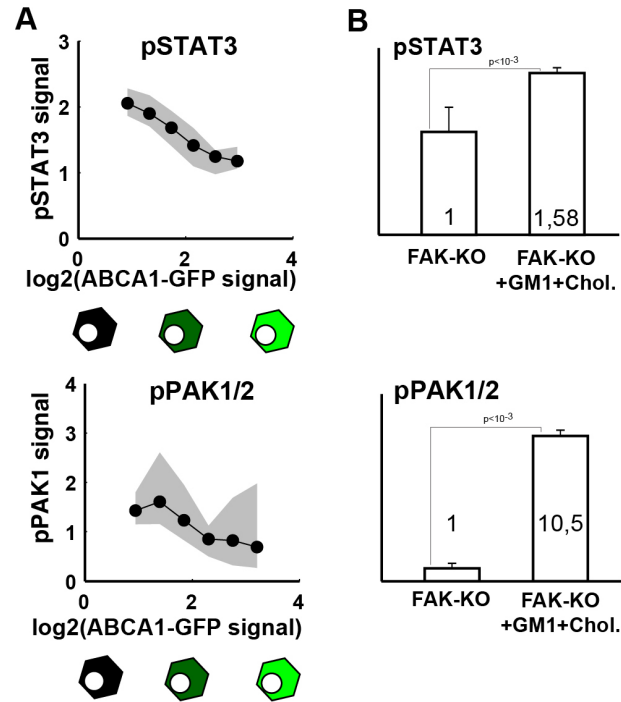 A
pSTAT3
pSTAT3 signal
3
2
1
0
0
2
4
log2(ABCA1-GFP signal)
pPAK1/2
pPAK1 signal
4
3
2
1
0
0
2
4
log2(ABCA1-GFP signal)
B
pSTAT3
p<10-3
1
1,58
FAK-KO
FAK-KO
+GM1+Chol.
pPAK1/2
p<10-3
1
10,5
FAK-KO
FAK-KO
+GM1+Chol.